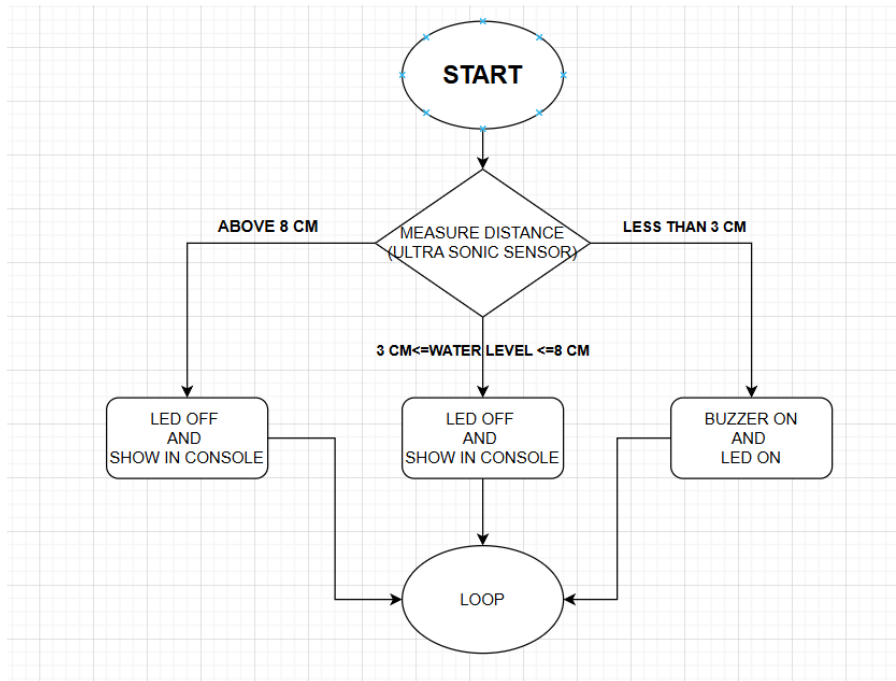 START
ABOVE 8 CM
MEASURE DISTANCE
(ULTRA SONIC SENSOR)
LESS THAN 3 CM
3 CM<=WATER LEVEL <=8 CM
LED OFF
AND
SHOW IN CONSOLE
LED OFF
AND
SHOW IN CONSOLE
BUZZER ON
AND
LED ON
LOOP